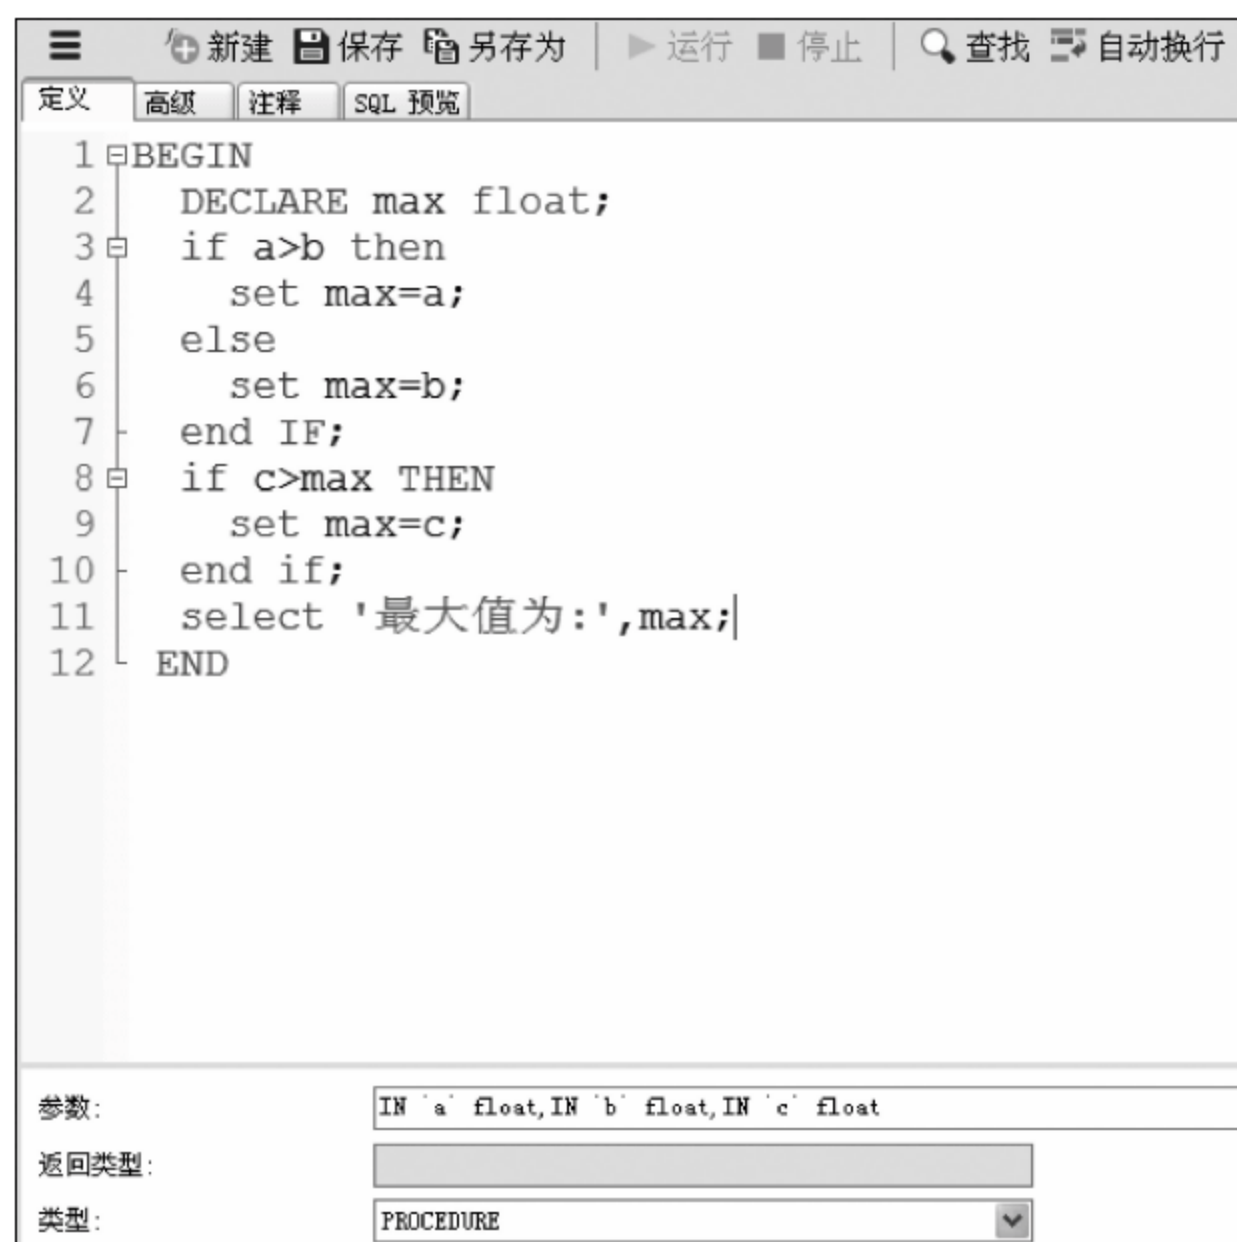 新建 保存 另存为 运行 停止 查找 自动换行
定义 高级 注释 SQL 预览
1 BEGIN
2 DECLARE max float;
3 if a>b then
4 set max=a;
5 else
6 set max=b;
7 end IF;
8 if c>max THEN
9 set max=c;
10 end if;
11 select '最大值为:',max;
12 END
参数: IN `a` float,IN `b` float,IN `c` float
返回类型:
类型: PROCEDURE